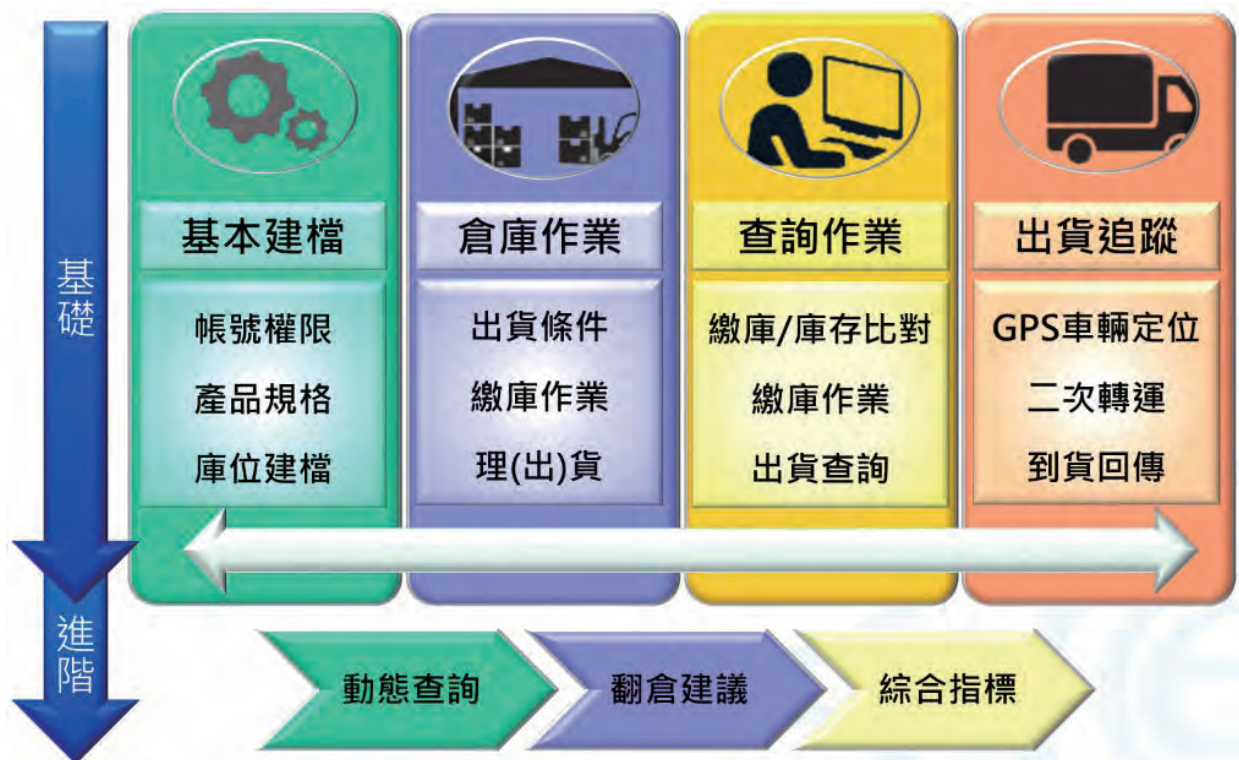 基礎
基本建檔
帳號權限
產品規格
庫位建檔
倉庫作業
出貨條件
繳庫作業
理(出)貨
查詢作業
繳庫/庫存比對
繳庫作業
出貨查詢
出貨追蹤
GPS車輛定位
二次轉運
到貨回傳
進階
動態查詢
翻倉建議
綜合指標